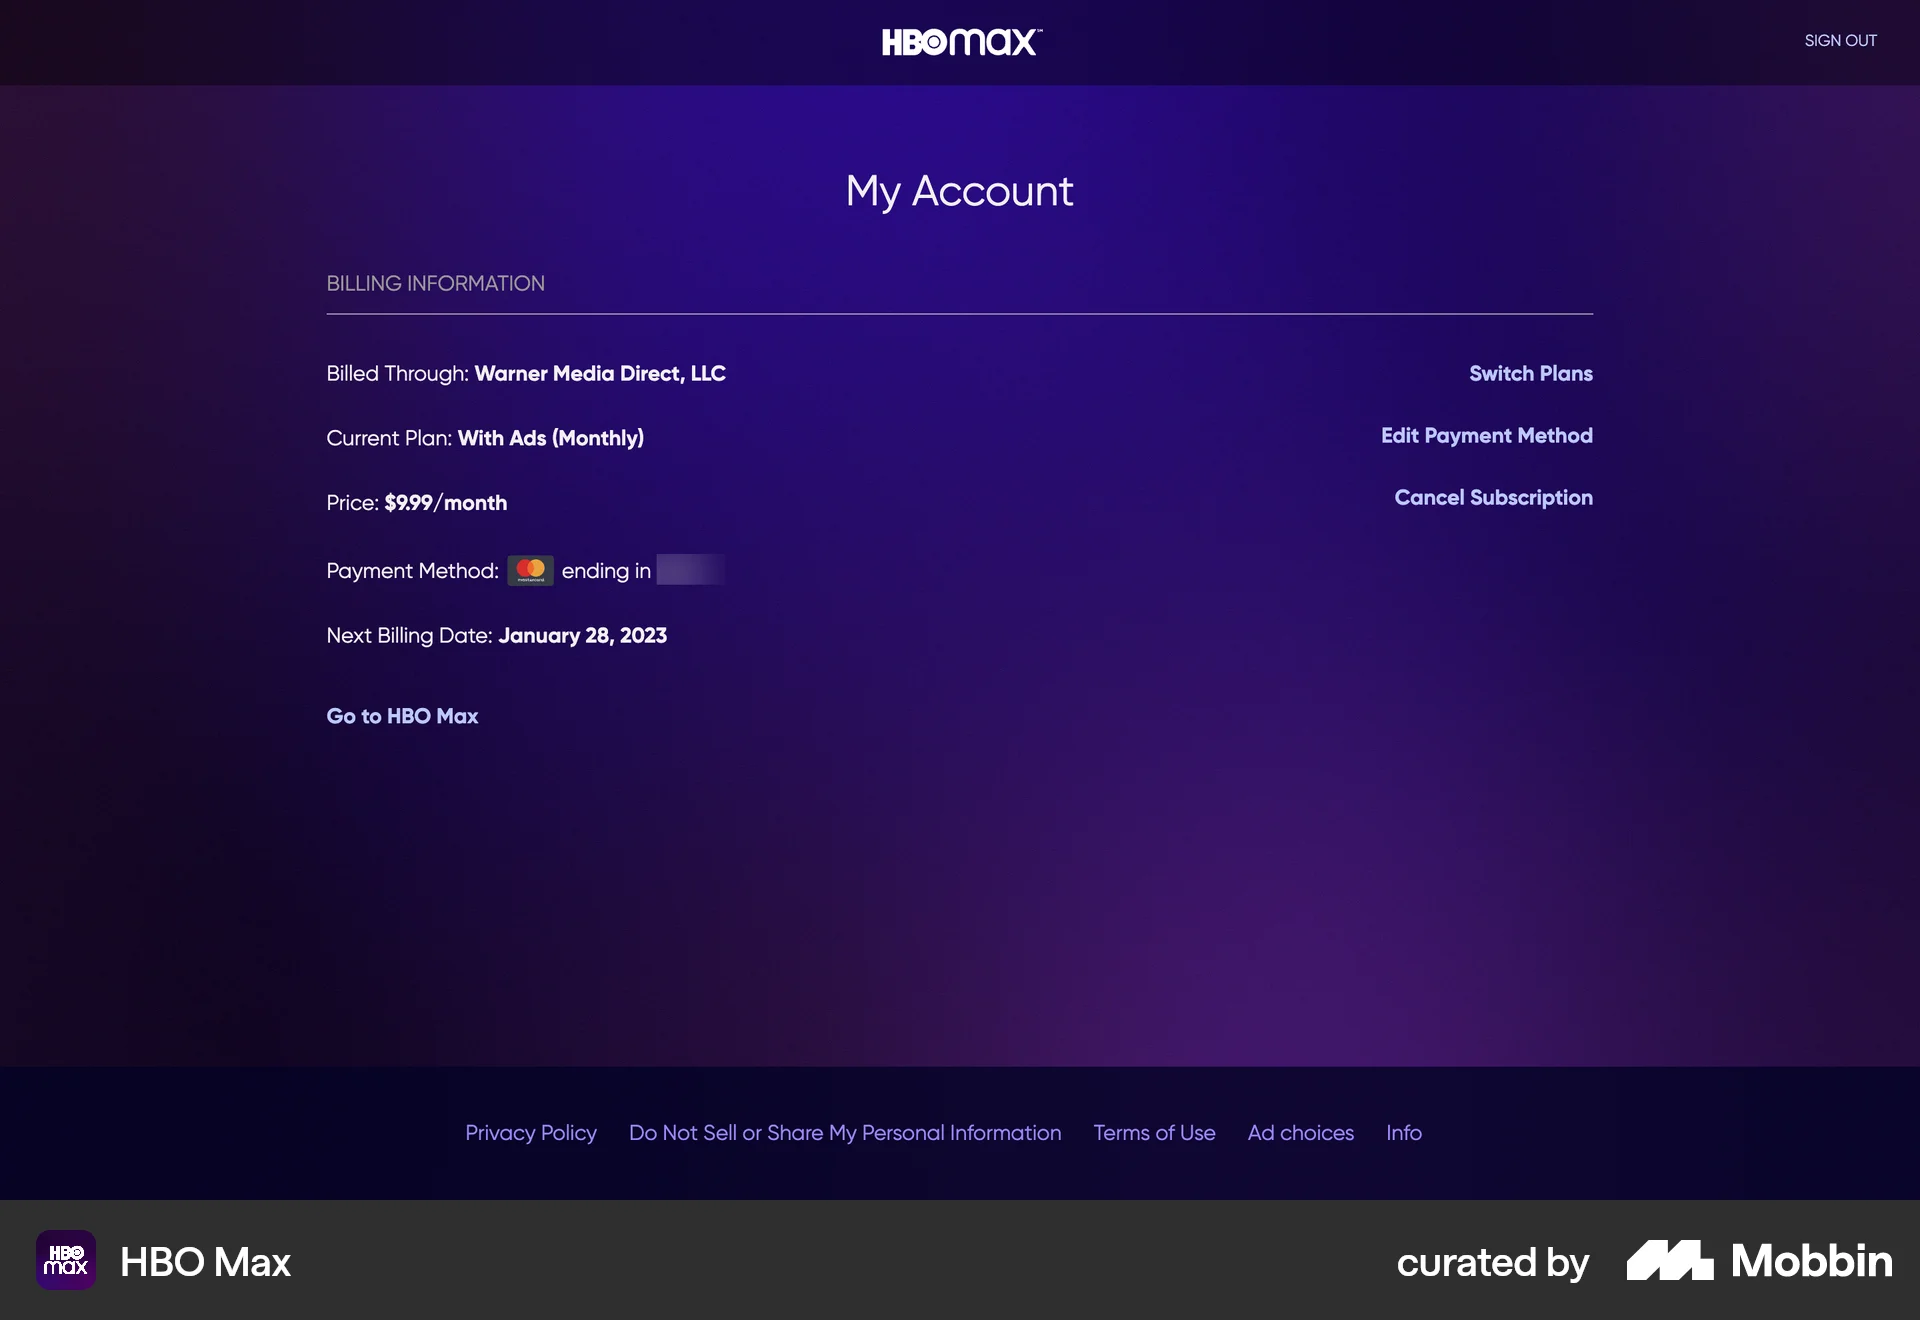 HBOmax™
SIGN OUT
My Account
BILLING INFORMATION
Billed Through: Warner Media Direct, LLC
Switch Plans
Current Plan: With Ads (Monthly)
Edit Payment Method
Price: $9.99/month
Cancel Subscription
Payment Method: mastercard ending in
Next Billing Date: January 28, 2023
Go to HBO Max
Privacy Policy Do Not Sell or Share My Personal Information Terms of Use Ad choices Info
HBO
max
HBO Max
curated by Mobbin